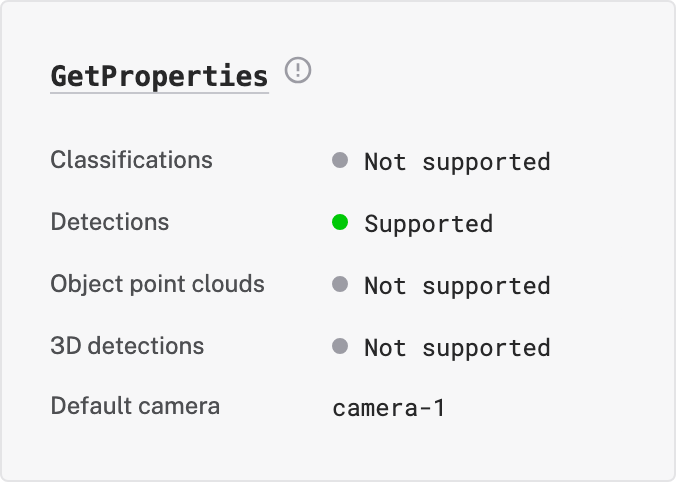 GetProperties
Classifications Not supported
Detections Supported
Object point clouds Not supported
3D detections Not supported
Default camera camera-1